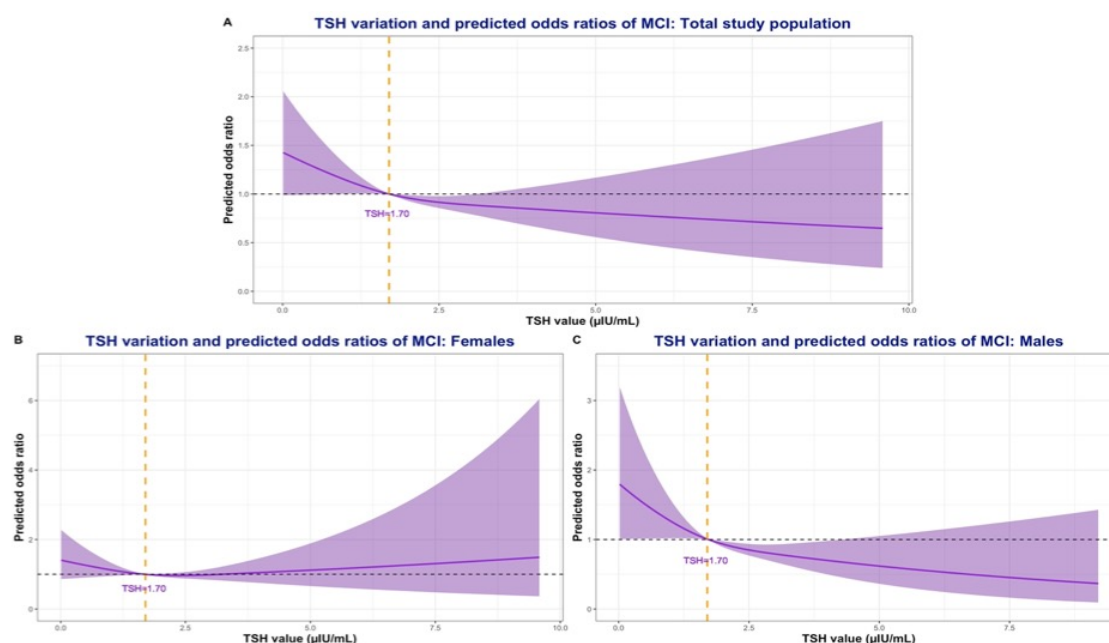 A
TSH variation and predicted odds ratios of MCI: Total study population
Predicted odds ratio
2.5
2.0
1.5
1.0
0.5
0.0
TSH=1.70
0.0 2.5 5.0 7.5 10.0
TSH value (µIU/mL)
B
TSH variation and predicted odds ratios of MCI: Females
Predicted odds ratio
6
4
2
0
TSH=1.70
0.0 2.5 5.0 7.5 10.0
TSH value (µIU/mL)
C
TSH variation and predicted odds ratios of MCI: Males
Predicted odds ratio
3
2
1
0
TSH=1.70
0.0 2.5 5.0 7.5
TSH value (µIU/mL)